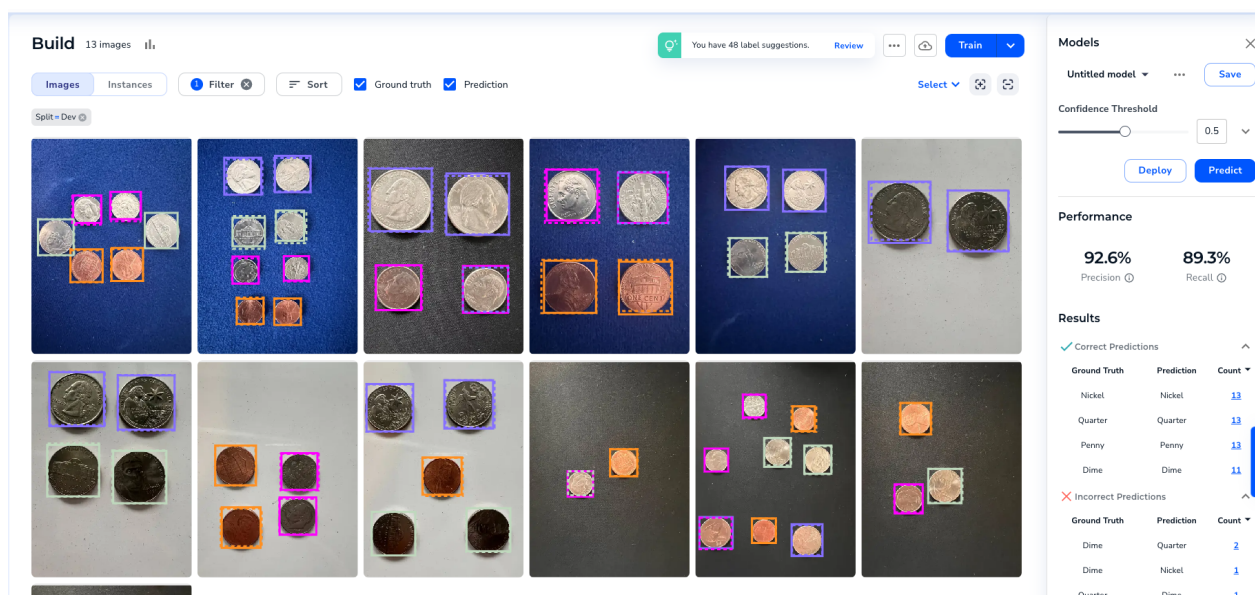 Build 13 images
You have 48 label suggestions. Review
Train
Images Instances 1 Filter Sort Ground truth Prediction
Select
Split = Dev
Models
Untitled model
Save
Confidence Threshold
0.5
Deploy Predict
Performance
92.6% 89.3%
Precision Recall
Results
Correct Predictions
Ground Truth Prediction Count
Nickel Nickel 13
Quarter Quarter 13
Penny Penny 13
Dime Dime 11
Incorrect Predictions
Ground Truth Prediction Count
Dime Quarter 2
Dime Nickel 1
Quarter Dime 1